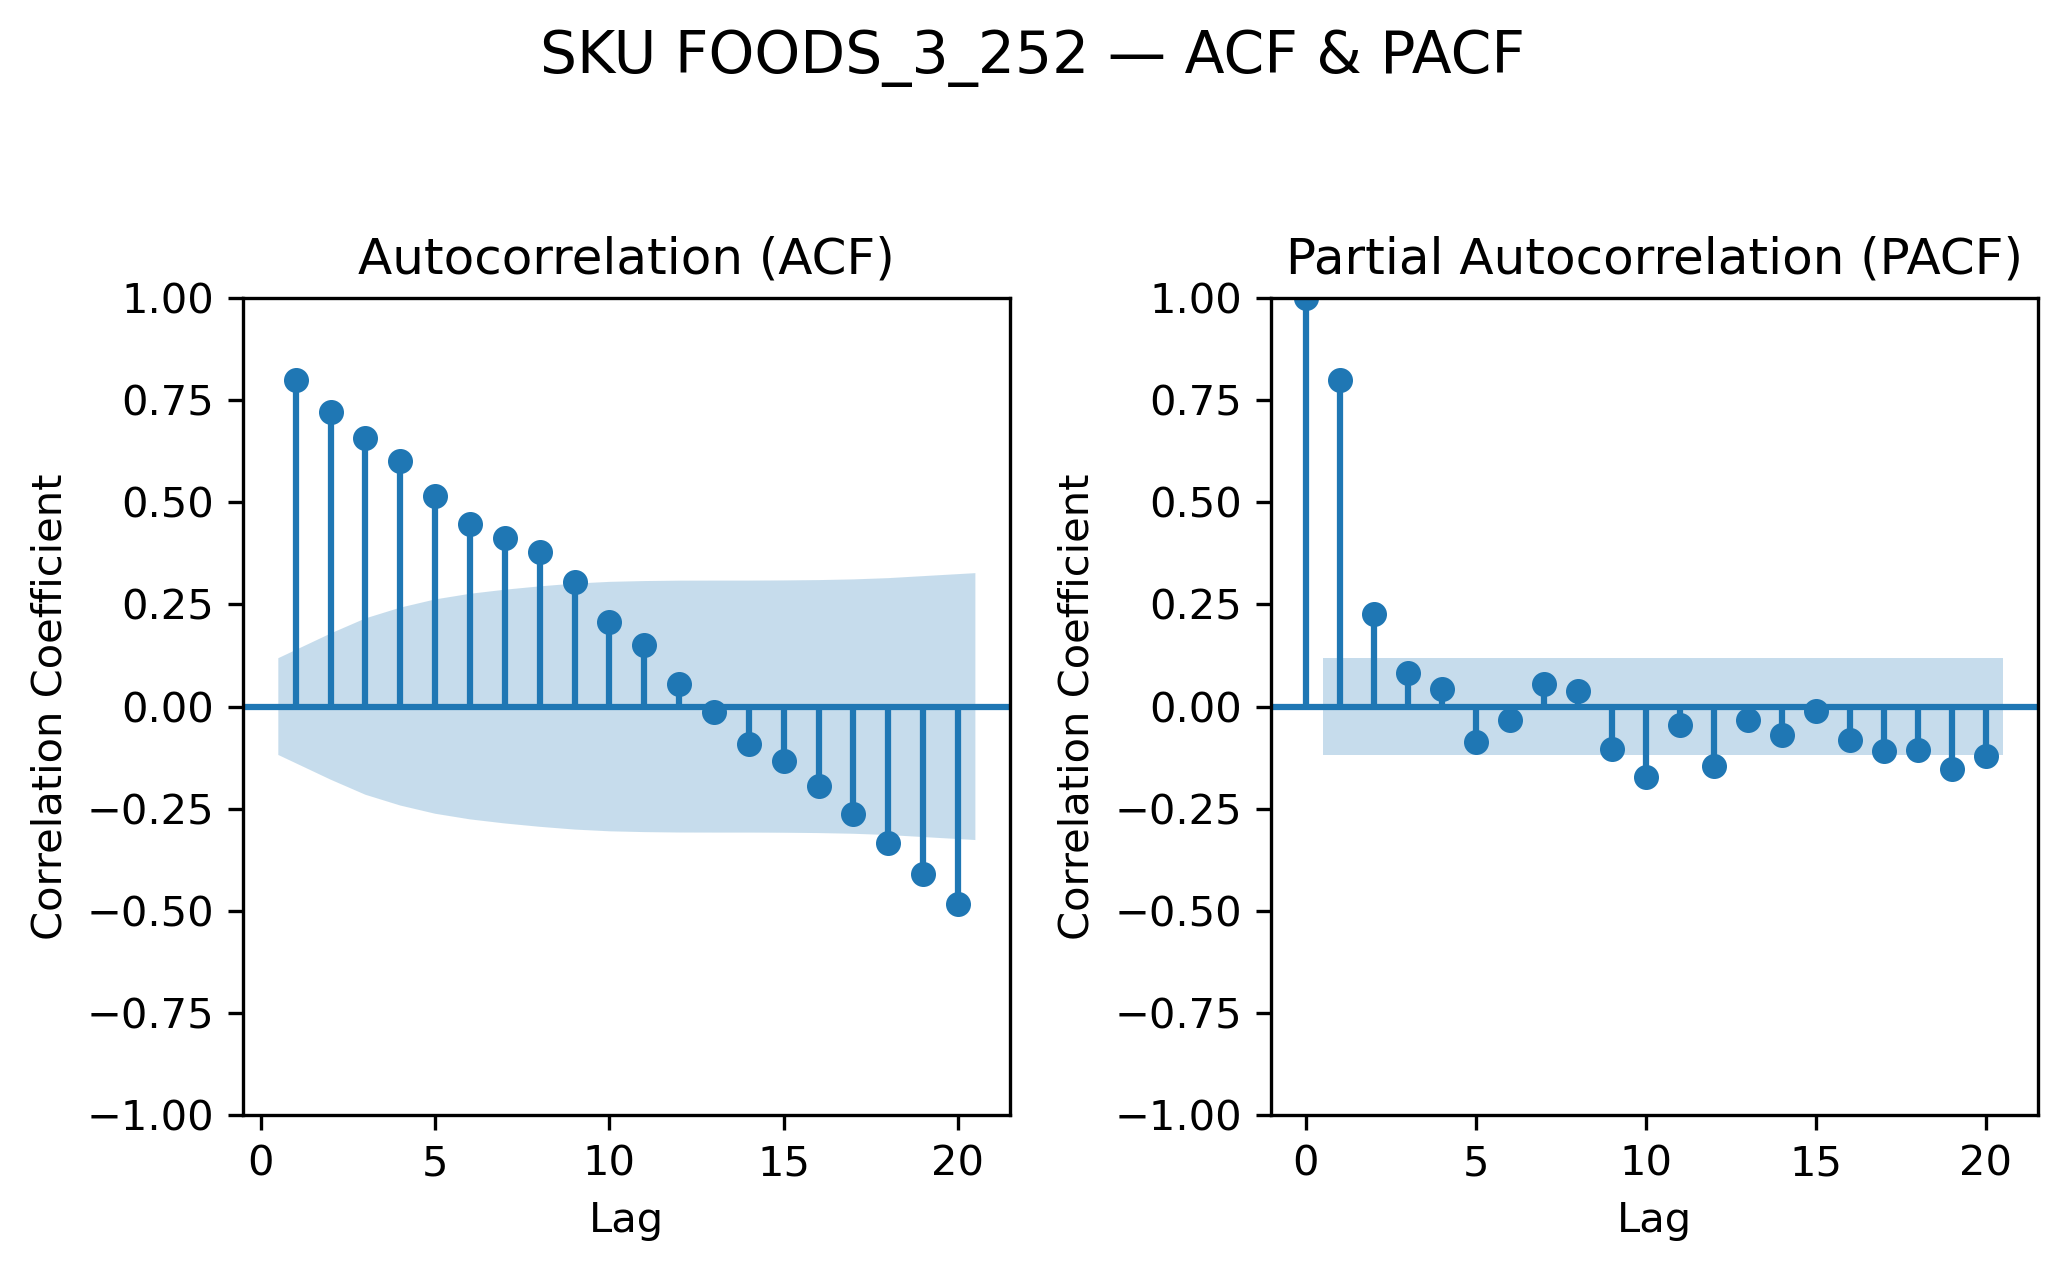 SKU FOODS_3_252 — ACF & PACF
Autocorrelation (ACF)
1.00
0.75
0.50
0.25
0.00
−0.25
−0.50
−0.75
−1.00
Correlation Coefficient
0 5 10 15 20
Lag
Partial Autocorrelation (PACF)
1.00
0.75
0.50
0.25
0.00
−0.25
−0.50
−0.75
−1.00
Correlation Coefficient
0 5 10 15 20
Lag